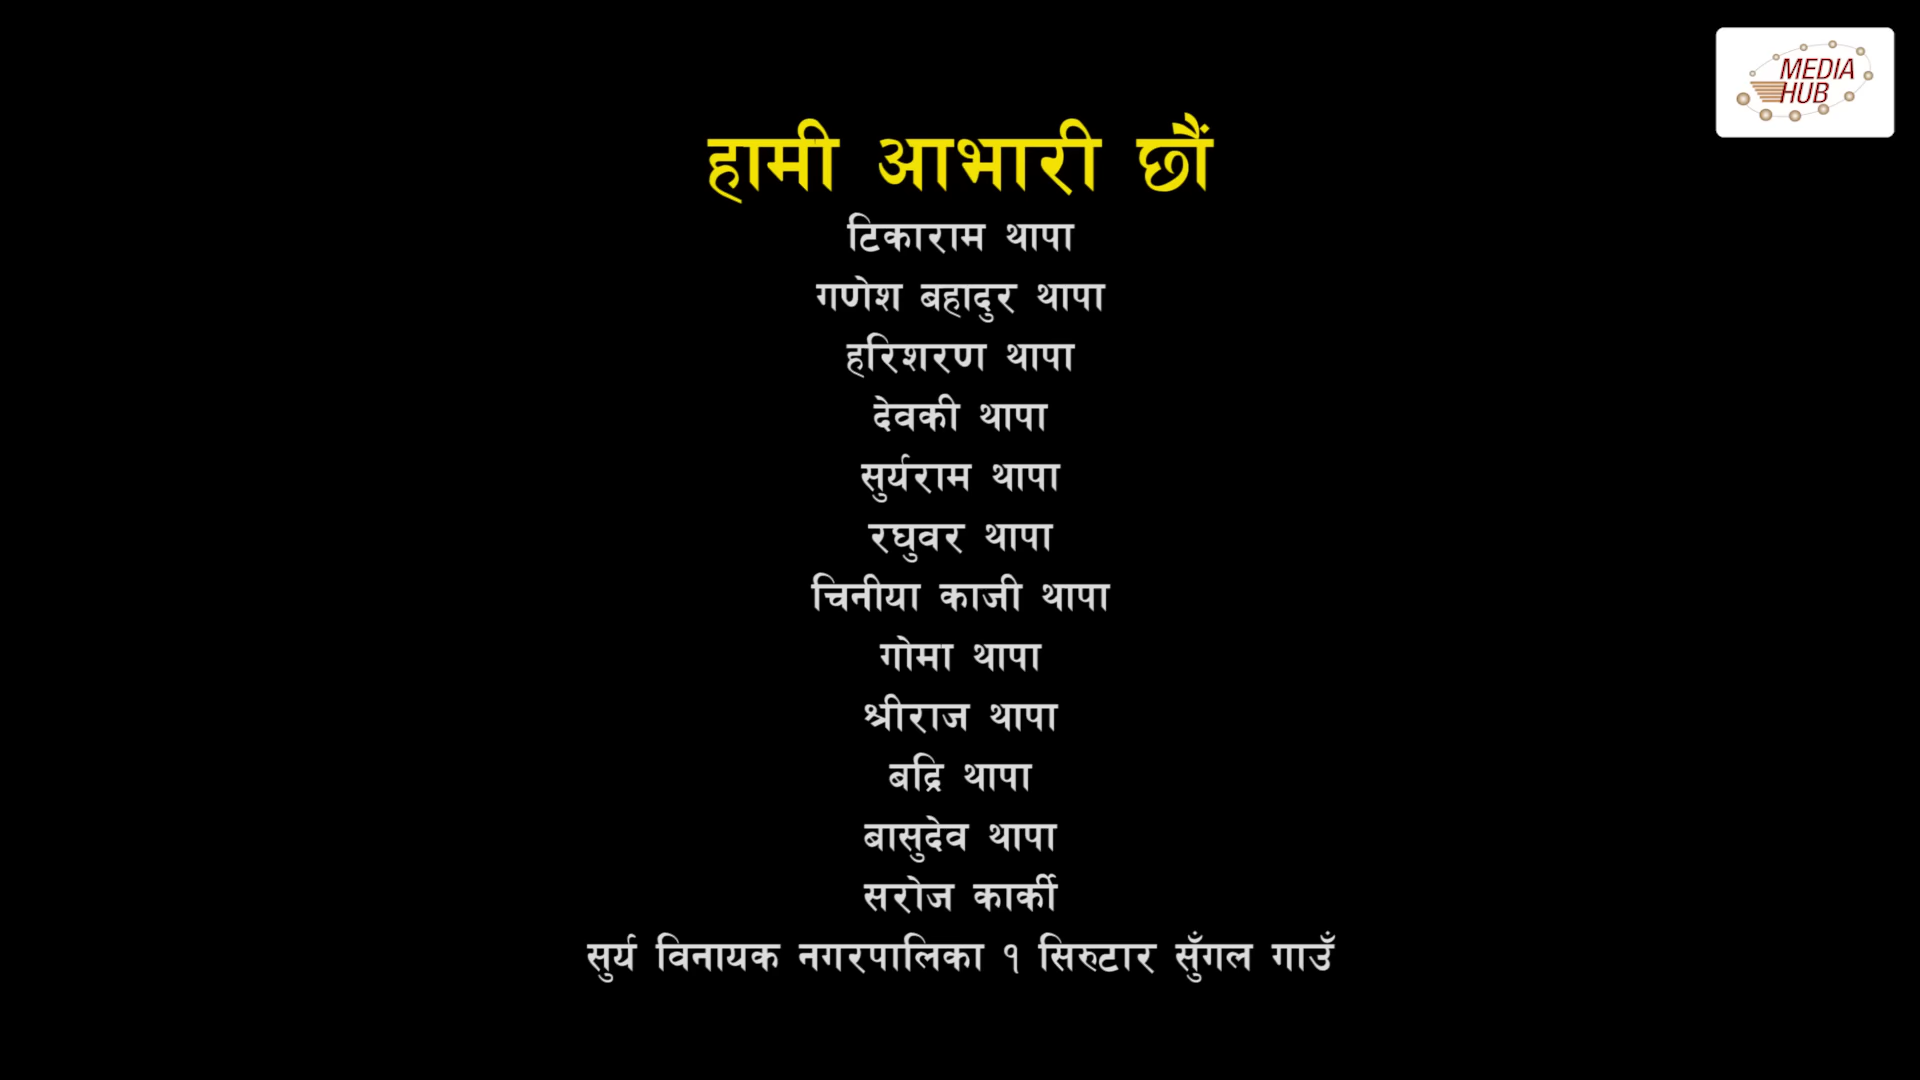 MEDIA
HUB
हामी आभारी छौं
टिकाराम थापा
गणेश बहादुर थापा
हरिशरण थापा
देवकी थापा
सुर्यराम थापा
रघुवर थापा
चिनीया काजी थापा
गोमा थापा
श्रीराज थापा
बद्रि थापा
बासुदेव थापा
सरोज कार्की
सुर्य विनायक नगरपालिका १ सिरुटार सुँगल गाउँ